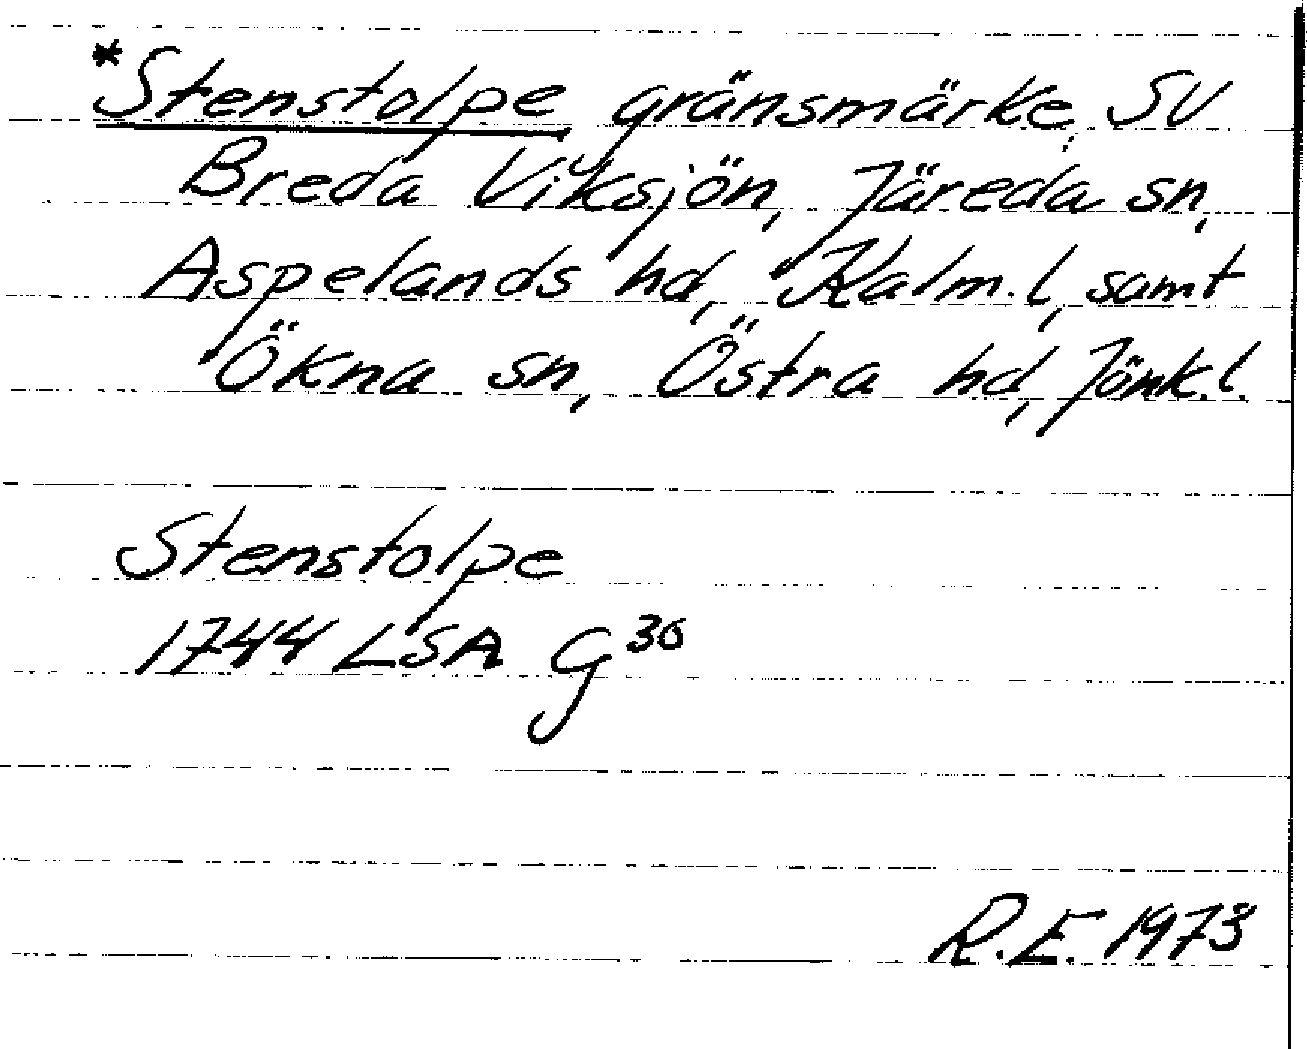 *Stenstolpe gränsmärke, SV
Breda Viksjön, Järeda sn,
Aspelands hd, Kalm. l, samt
Ökna sn, Östra hd, Jönk. l.
Stenstolpe
1744 LSA G³⁰
R.E. 1973